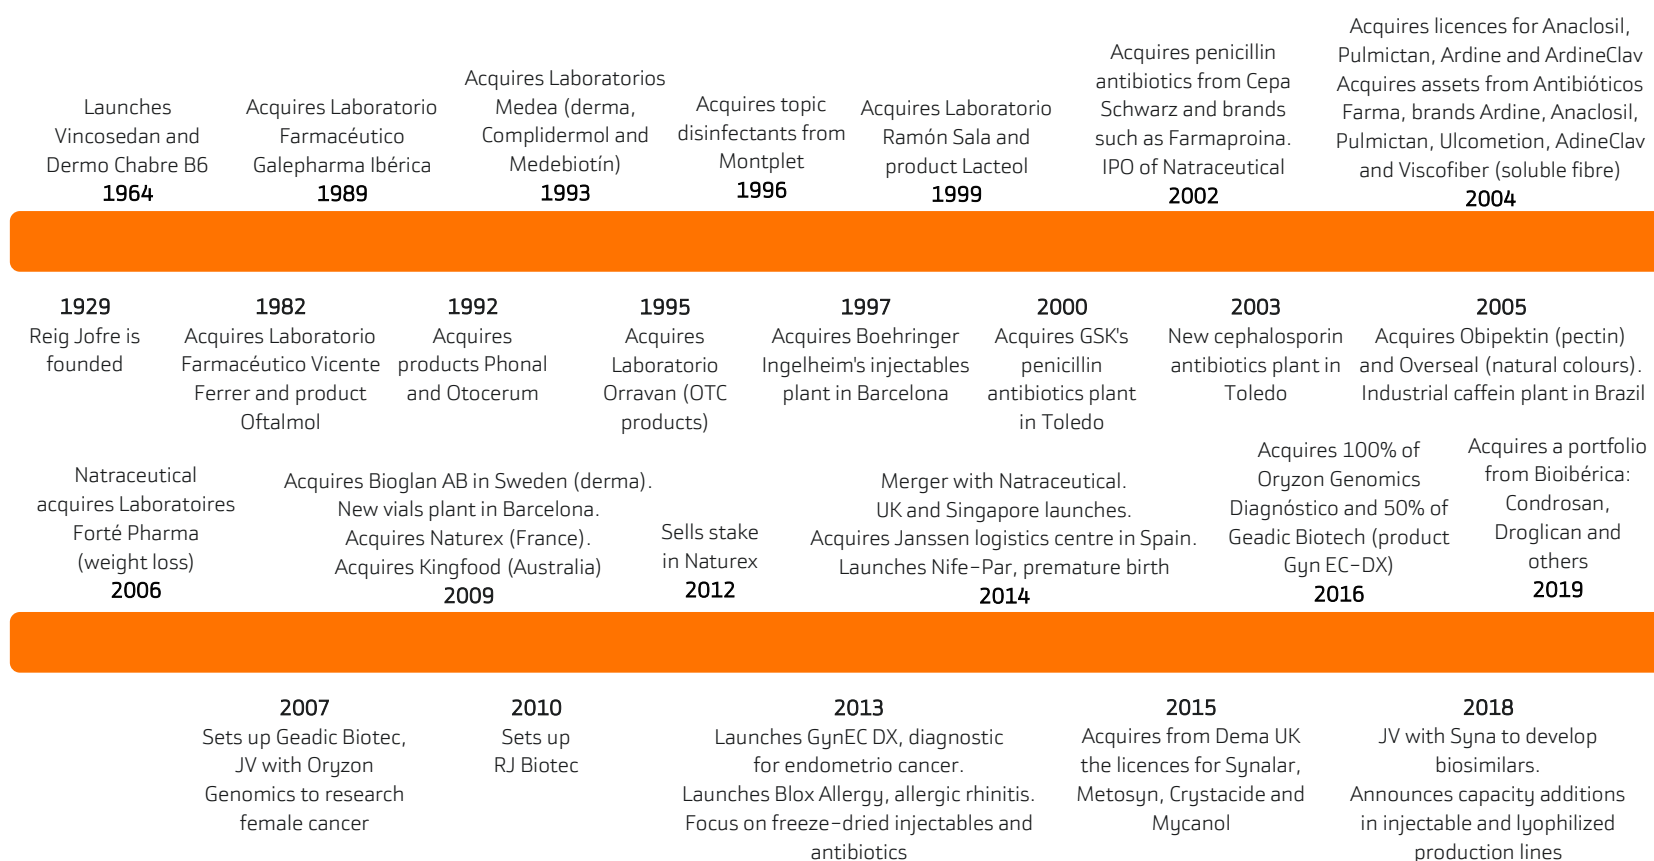 Launches
Vincosedan and
Dermo Chabre B6
1964
Acquires Laboratorio
Farmacéutico
Galepharma Ibérica
1989
Acquires Laboratorios
Medea (derma,
Complidermol and
Medebiotín)
1993
Acquires topic
disinfectants from
Montplet
1996
Acquires Laboratorio
Ramón Sala and
product Lacteol
1999
Acquires penicillin
antibiotics from Cepa
Schwarz and brands
such as Farmaproina.
IPO of Natraceutical
2002
Acquires licences for Anaclosil,
Pulmictan, Ardine and ArdineClav
Acquires assets from Antibióticos
Farma, brands Ardine, Anaclosil,
Pulmictan, Ulcometion, AdineClav
and Viscofiber (soluble fibre)
2004
1929
Reig Jofre is
founded
1982
Acquires Laboratorio
Farmacéutico Vicente
Ferrer and product
Oftalmol
1992
Acquires
products Phonal
and Otocerum
1995
Acquires
Laboratorio
Orravan (OTC
products)
1997
Acquires Boehringer
Ingelheim's injectables
plant in Barcelona
2000
Acquires GSK's
penicillin
antibiotics plant
in Toledo
2003
New cephalosporin
antibiotics plant in
Toledo
2005
Acquires Obipektin (pectin)
and Overseal (natural colours).
Industrial caffein plant in Brazil
Natraceutical
acquires Laboratoires
Forté Pharma
(weight loss)
2006
Acquires Bioglan AB in Sweden (derma).
New vials plant in Barcelona.
Acquires Naturex (France).
Acquires Kingfood (Australia)
2009
Sells stake
in Naturex
2012
Merger with Natraceutical.
UK and Singapore launches.
Acquires Janssen logistics centre in Spain.
Launches Nife-Par, premature birth
2014
Acquires 100% of
Oryzon Genomics
Diagnóstico and 50% of
Geadic Biotech (product
Gyn EC-DX)
2016
Acquires a portfolio
from Bioibérica:
Condrosan,
Droglican and
others
2019
2007
Sets up Geadic Biotec,
JV with Oryzon
Genomics to research
female cancer
2010
Sets up
RJ Biotec
2013
Launches GynEC DX, diagnostic
for endometrio cancer.
Launches Blox Allergy, allergic rhinitis.
Focus on freeze-dried injectables and
antibiotics
2015
Acquires from Dema UK
the licences for Synalar,
Metosyn, Crystacide and
Mycanol
2018
JV with Syna to develop
biosimilars.
Announces capacity additions
in injectable and lyophilized
production lines